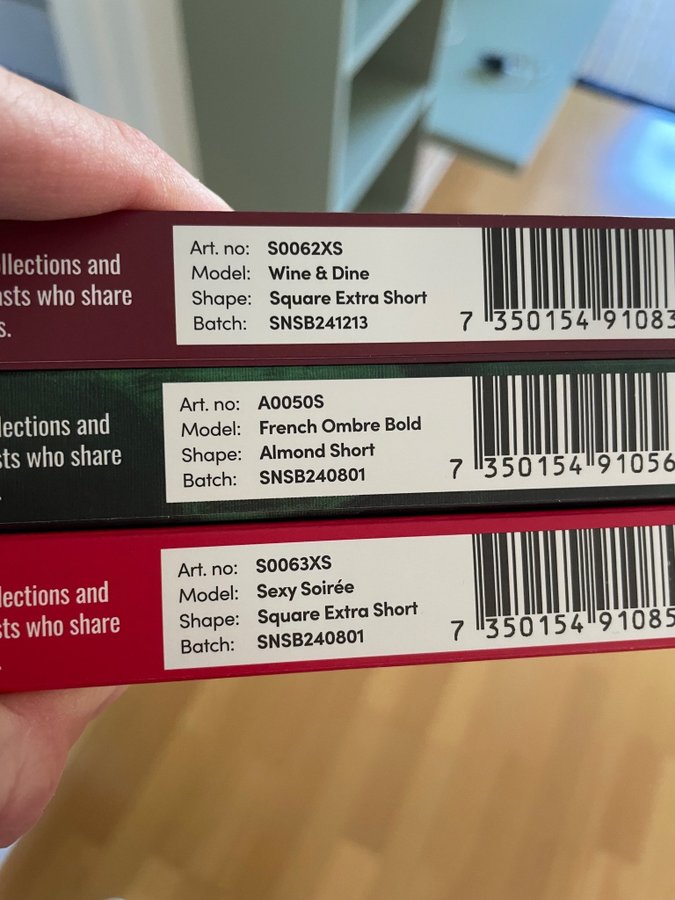 llections and
asts who share
s.
Art. no: S0062XS
Model: Wine & Dine
Shape: Square Extra Short
Batch: SNSB241213
7 350154 91083
lections and
sts who share
.
Art. no: A0050S
Model: French Ombre Bold
Shape: Almond Short
Batch: SNSB240801
7 350154 91056
lections and
sts who share
.
Art. no: S0063XS
Model: Sexy Soirée
Shape: Square Extra Short
Batch: SNSB240801
7 350154 91085